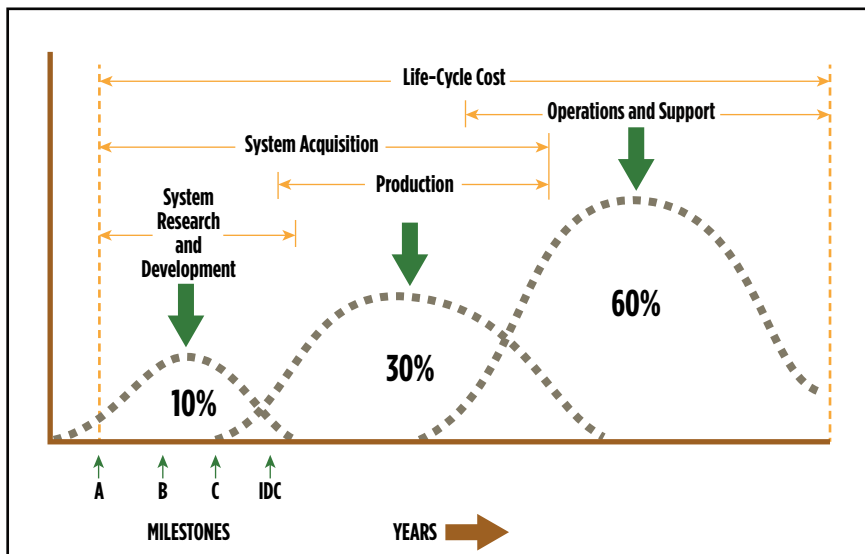 Life-Cycle Cost
Operations and Support
System Acquisition
Production
System
Research
and
Development
10%
30%
60%
A
B
C
IDC
MILESTONES
YEARS